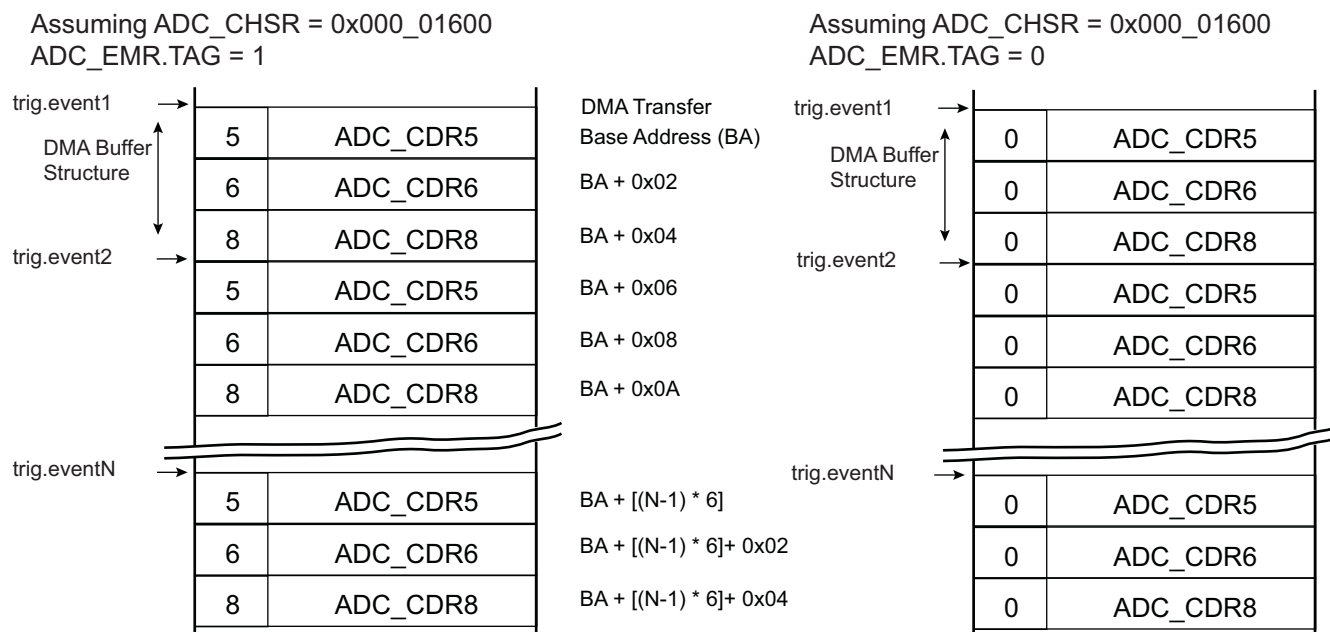 Assuming ADC_CHSR = 0x000_01600
ADC_EMR.TAG = 1
trig.event1
DMA Buffer
Structure
5 ADC_CDR5
6 ADC_CDR6
8 ADC_CDR8
trig.event2
5 ADC_CDR5
6 ADC_CDR6
8 ADC_CDR8
trig.eventN
5 ADC_CDR5
6 ADC_CDR6
8 ADC_CDR8
DMA Transfer
Base Address (BA)
BA + 0x02
BA + 0x04
BA + 0x06
BA + 0x08
BA + 0x0A
BA + [(N-1) * 6]
BA + [(N-1) * 6]+ 0x02
BA + [(N-1) * 6]+ 0x04
Assuming ADC_CHSR = 0x000_01600
ADC_EMR.TAG = 0
trig.event1
DMA Buffer
Structure
0 ADC_CDR5
0 ADC_CDR6
0 ADC_CDR8
trig.event2
0 ADC_CDR5
0 ADC_CDR6
0 ADC_CDR8
trig.eventN
0 ADC_CDR5
0 ADC_CDR6
0 ADC_CDR8